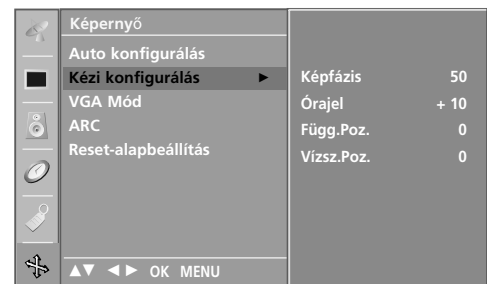 Képernyő
Auto konfigurálás
Kézi konfigurálás ►
VGA Mód
ARC
Reset-alapbeállítás
▲▼ ◄► OK MENU
Képfázis 50
Órajel + 10
Függ.Poz. 0
Vízsz.Poz. 0